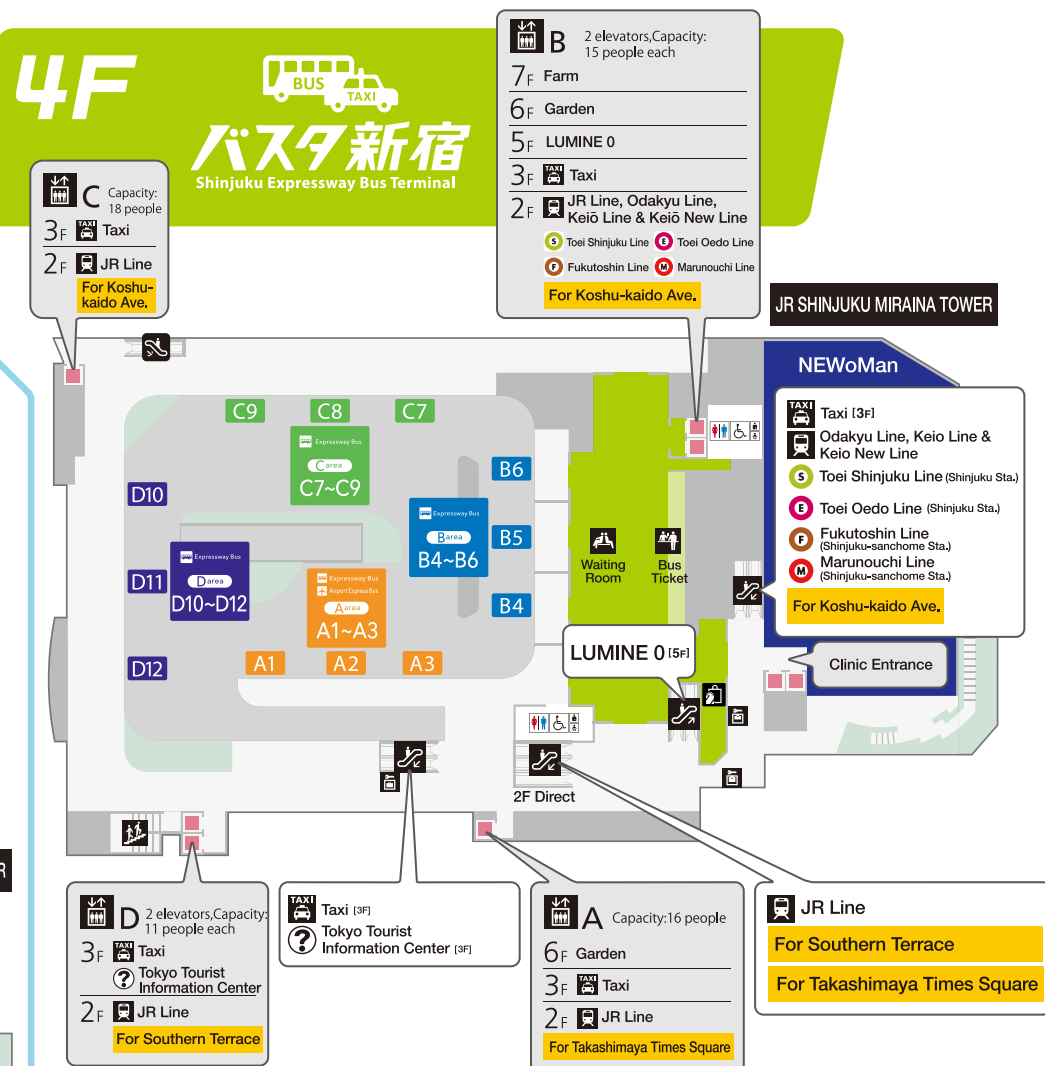 4F
BUS
TAXI
バスタ新宿
Shinjuku Expressway Bus Terminal
B 2 elevators,Capacity:
15 people each
7F Farm
6F Garden
5F LUMINE 0
3F TAXI Taxi
2F JR Line, Odakyu Line,
Keiō Line & Keiō New Line
S Toei Shinjuku Line E Toei Oedo Line
F Fukutoshin Line M Marunouchi Line
For Koshu-kaido Ave.
C Capacity:
18 people
3F TAXI Taxi
2F JR Line
For Koshu-
kaido Ave.
JR SHINJUKU MIRAINA TOWER
NEWoMan
TAXI Taxi [3F]
Odakyu Line, Keio Line &
Keio New Line
S Toei Shinjuku Line (Shinjuku Sta.)
E Toei Oedo Line (Shinjuku Sta.)
F Fukutoshin Line
(Shinjuku-sanchome Sta.)
M Marunouchi Line
(Shinjuku-sanchome Sta.)
For Koshu-kaido Ave.
Clinic Entrance
C9 C8 C7
Expressway Bus
C area
C7~C9
B6
B5
B4
Expressway Bus
B area
B4~B6
D10
D11
D12
Expressway Bus
D area
D10~D12
Expressway Bus
Airport Express Bus
A area
A1~A3
A1 A2 A3
Waiting
Room
Bus
Ticket
LUMINE 0 [5F]
2F Direct
R
D 2 elevators,Capacity:
11 people each
3F TAXI Taxi
? Tokyo Tourist
Information Center
2F JR Line
For Southern Terrace
TAXI Taxi [3F]
? Tokyo Tourist
Information Center [3F]
A Capacity:16 people
6F Garden
3F TAXI Taxi
2F JR Line
For Takashimaya Times Square
JR Line
For Southern Terrace
For Takashimaya Times Square